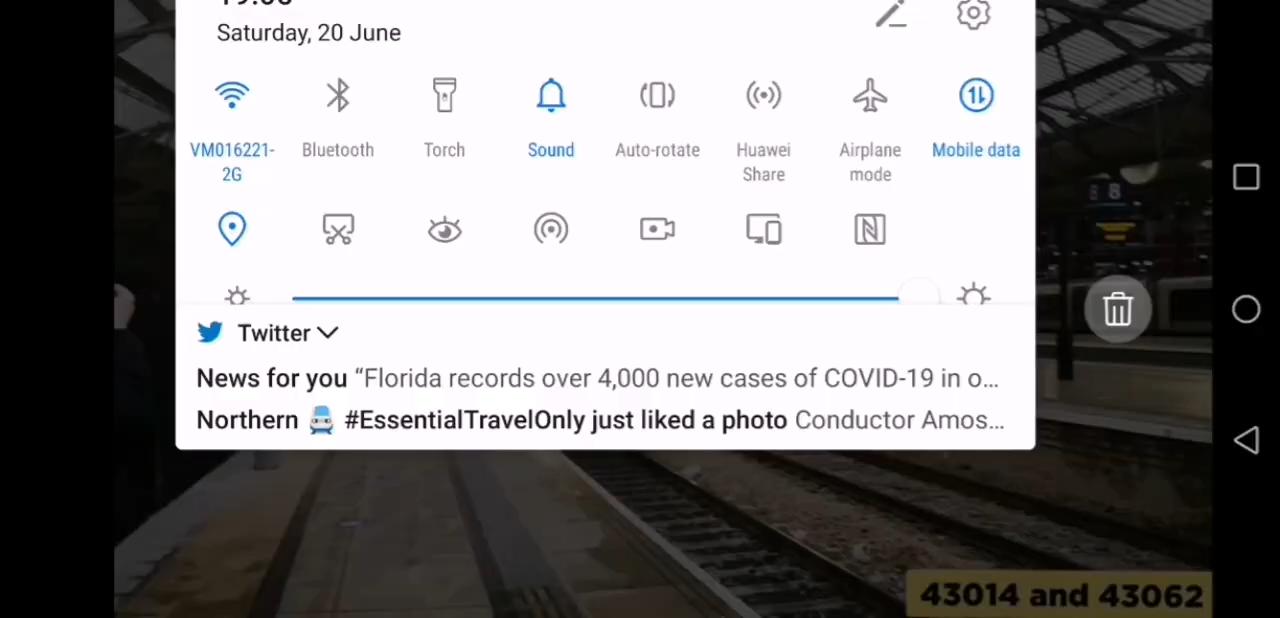 Saturday, 20 June
VM016221-
2G
Bluetooth
Torch
Sound
Auto-rotate
Huawei
Share
Airplane
mode
Mobile data
8
Twitter
News for you “Florida records over 4,000 new cases of COVID-19 in o...
Northern #EssentialTravelOnly just liked a photo Conductor Amos...
43014 and 43062